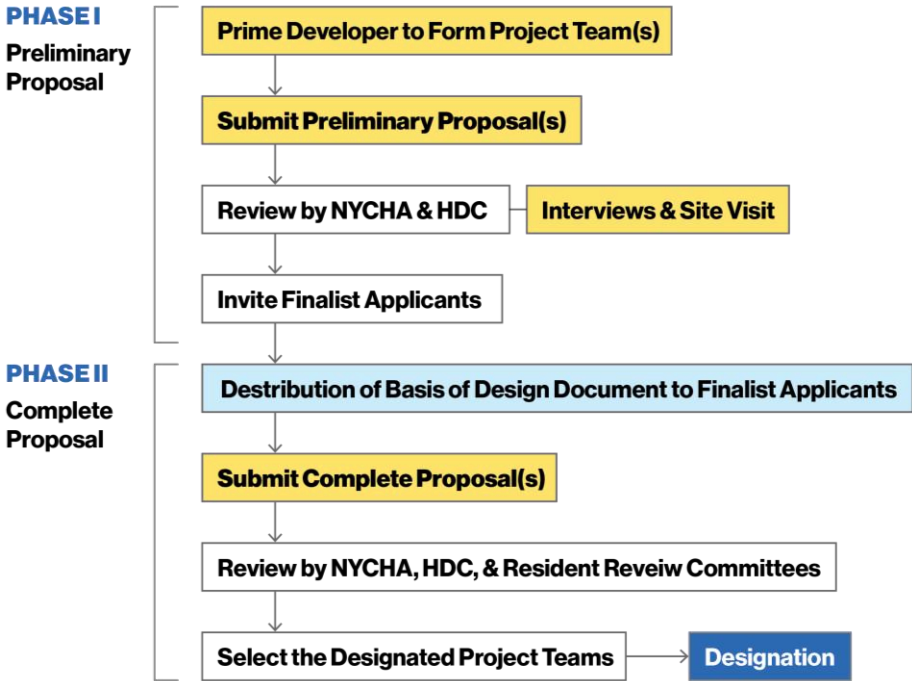 PHASE I
Preliminary
Proposal
Prime Developer to Form Project Team(s)
Submit Preliminary Proposal(s)
Review by NYCHA & HDC
Interviews & Site Visit
Invite Finalist Applicants
PHASE II
Complete
Proposal
Destribution of Basis of Design Document to Finalist Applicants
Submit Complete Proposal(s)
Review by NYCHA, HDC, & Resident Reveiw Committees
Select the Designated Project Teams
Designation